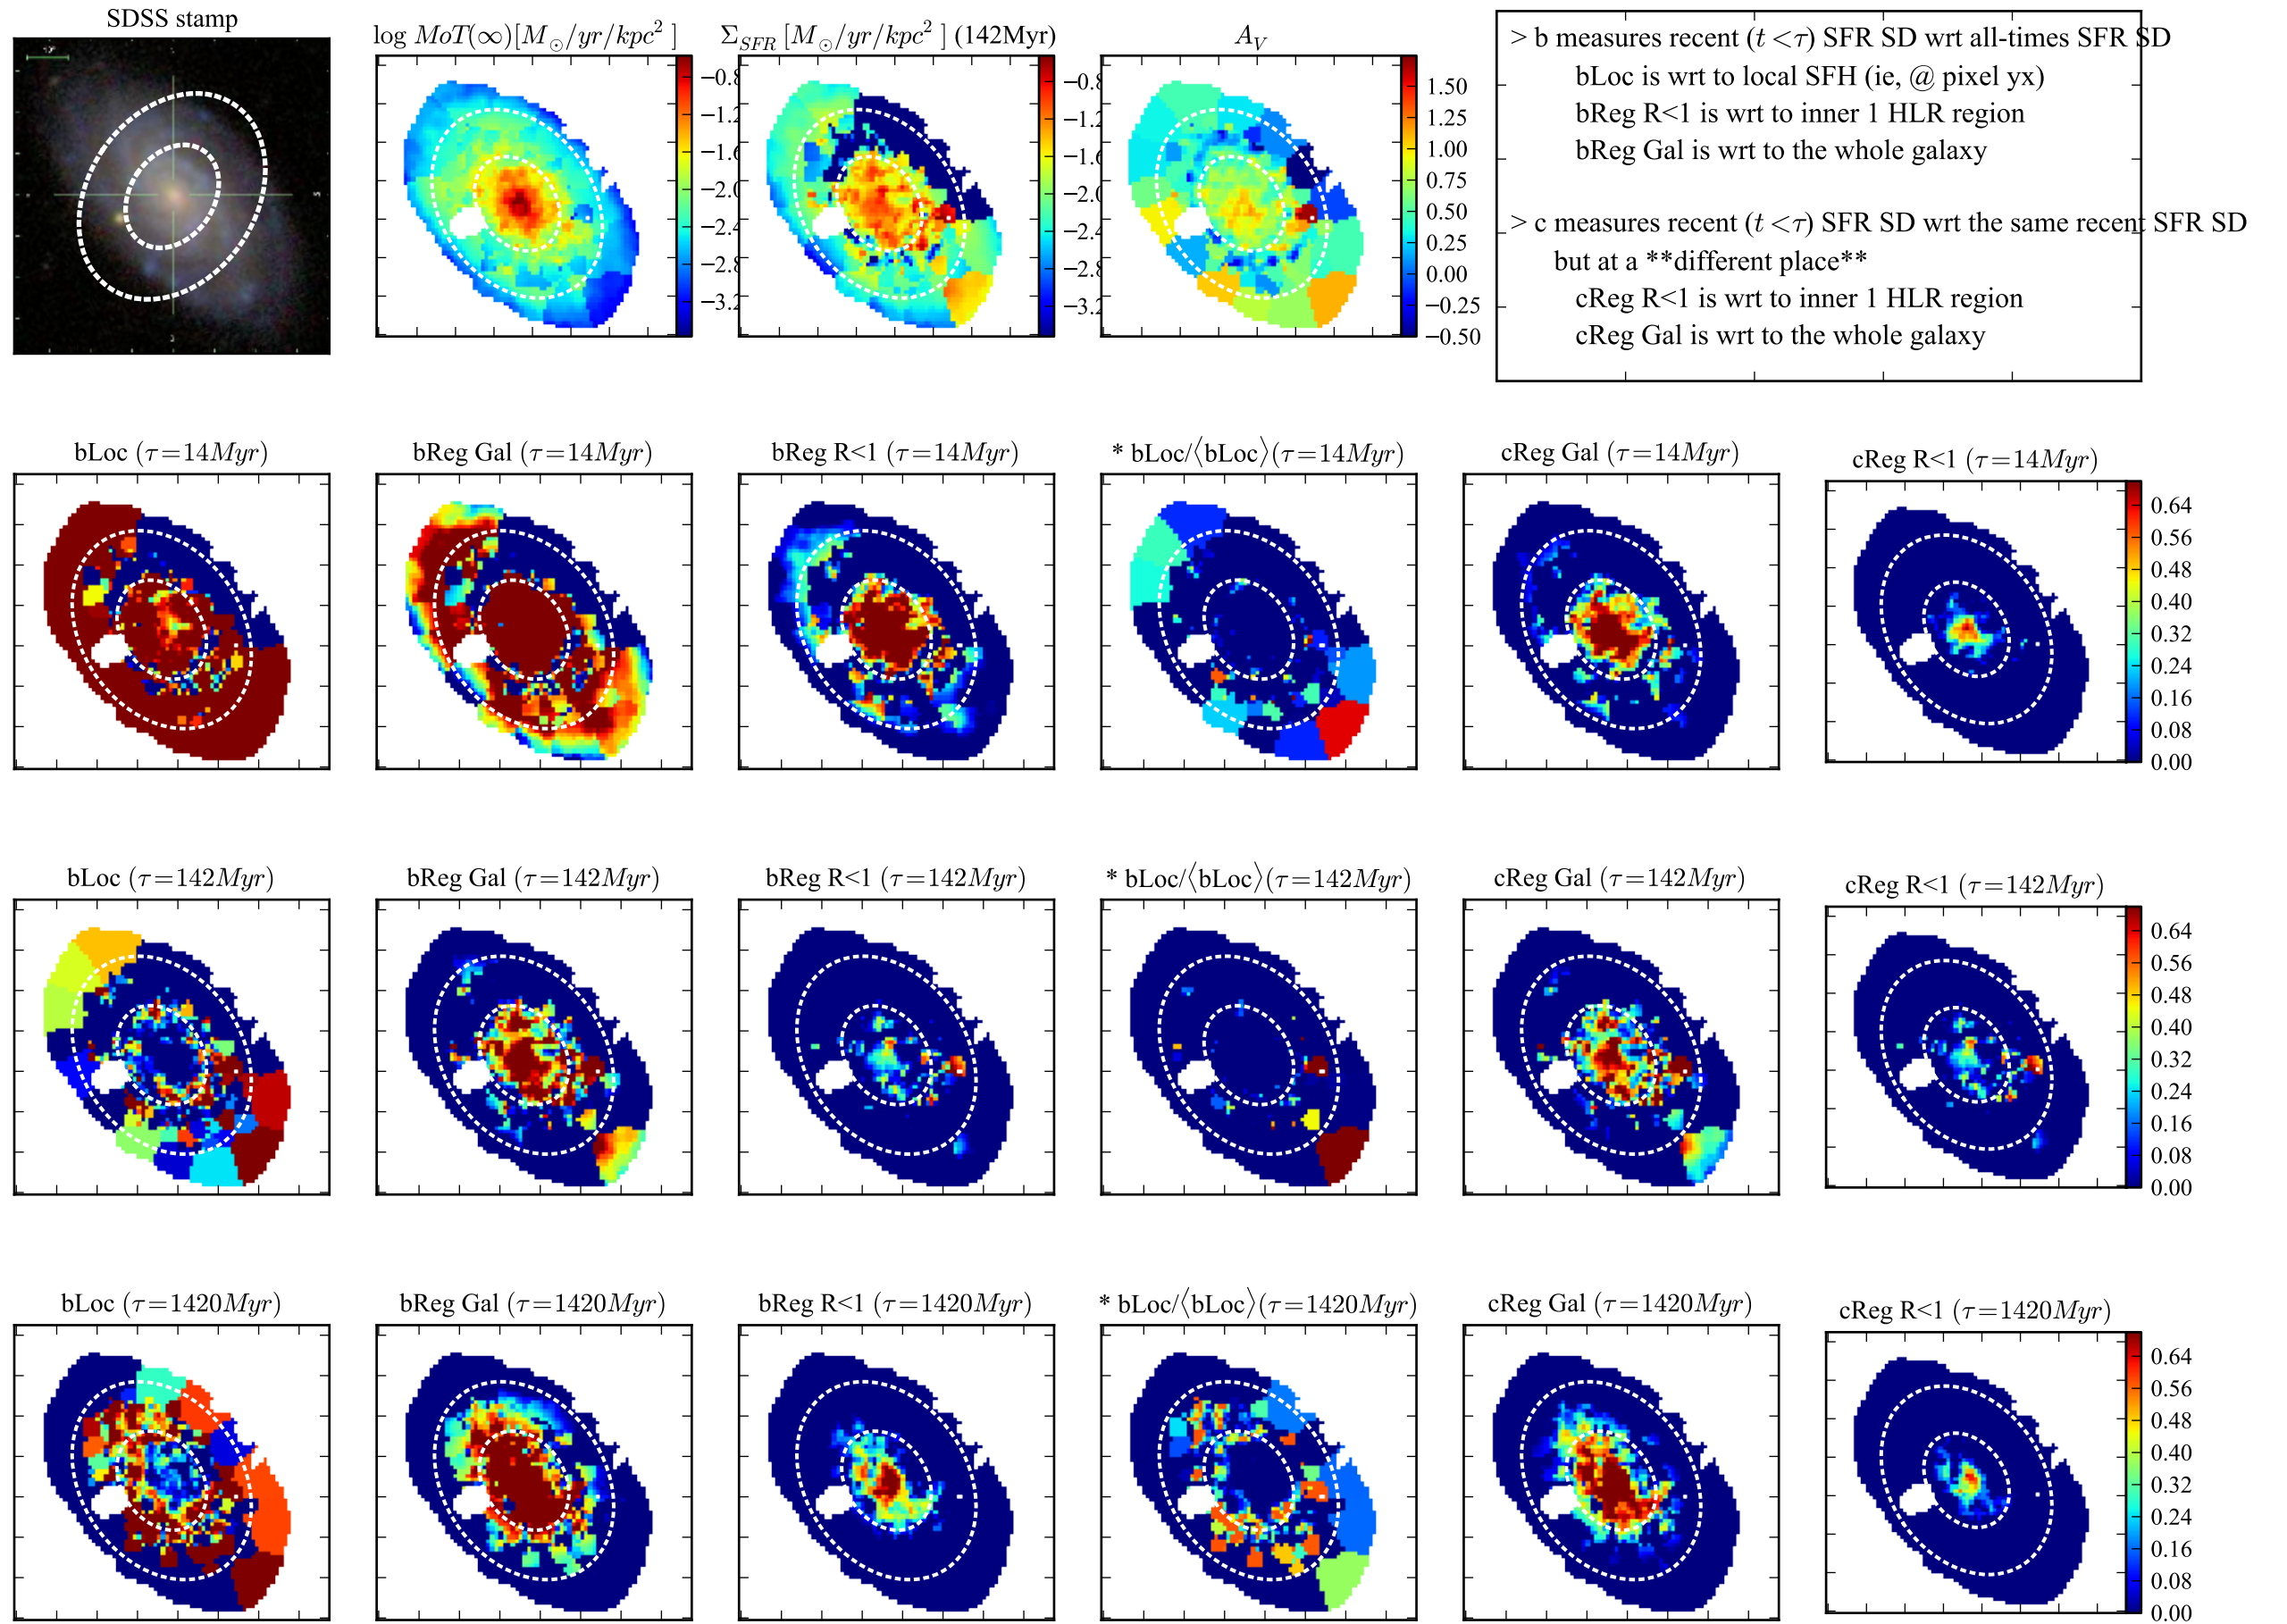 SDSS stamp
log MoT(∞)[M⊙/yr/kpc² ]
Σ_SFR [M⊙/yr/kpc² ] (142Myr)
A_V
−0.8
−1.2
−1.6
−2.0
−2.4
−2.8
−3.2
−0.8
−1.2
−1.6
−2.0
−2.4
−2.8
−3.2
1.50
1.25
1.00
0.75
0.50
0.25
0.00
−0.25
−0.50
> b measures recent (t <τ) SFR SD wrt all-times SFR SD
bLoc is wrt to local SFH (ie, @ pixel yx)
bReg R<1 is wrt to inner 1 HLR region
bReg Gal is wrt to the whole galaxy
> c measures recent (t <τ) SFR SD wrt the same recent SFR SD
but at a **different place**
cReg R<1 is wrt to inner 1 HLR region
cReg Gal is wrt to the whole galaxy
bLoc (τ=14Myr)
bReg Gal (τ=14Myr)
bReg R<1 (τ=14Myr)
* bLoc/⟨bLoc⟩(τ=14Myr)
cReg Gal (τ=14Myr)
cReg R<1 (τ=14Myr)
0.64
0.56
0.48
0.40
0.32
0.24
0.16
0.08
0.00
bLoc (τ=142Myr)
bReg Gal (τ=142Myr)
bReg R<1 (τ=142Myr)
* bLoc/⟨bLoc⟩(τ=142Myr)
cReg Gal (τ=142Myr)
cReg R<1 (τ=142Myr)
0.64
0.56
0.48
0.40
0.32
0.24
0.16
0.08
0.00
bLoc (τ=1420Myr)
bReg Gal (τ=1420Myr)
bReg R<1 (τ=1420Myr)
* bLoc/⟨bLoc⟩(τ=1420Myr)
cReg Gal (τ=1420Myr)
cReg R<1 (τ=1420Myr)
0.64
0.56
0.48
0.40
0.32
0.24
0.16
0.08
0.00